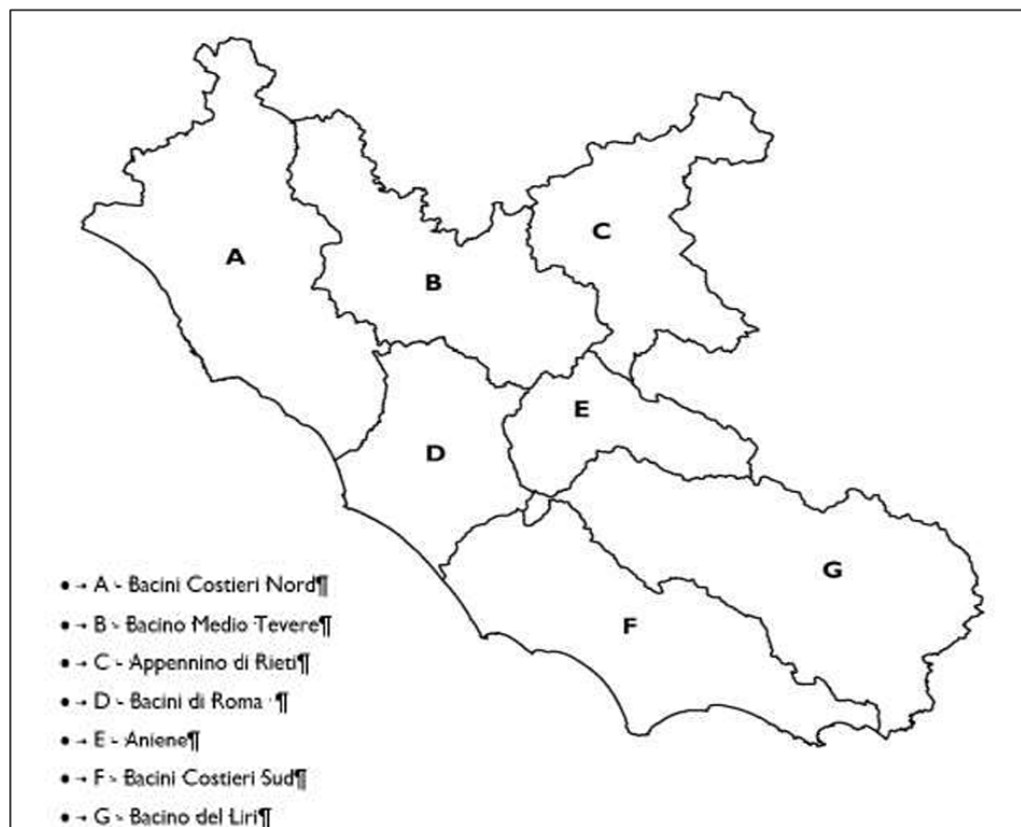 A
B
C
D
E
F
G
• → A - Bacini Costieri Nord¶
• → B - Bacino Medio Tevere¶
• → C - Appennino di Rieti¶
• → D - Bacini di Roma ·¶
• → E - Aniene¶
• → F - Bacini Costieri Sud¶
• → G - Bacino del Liri¶